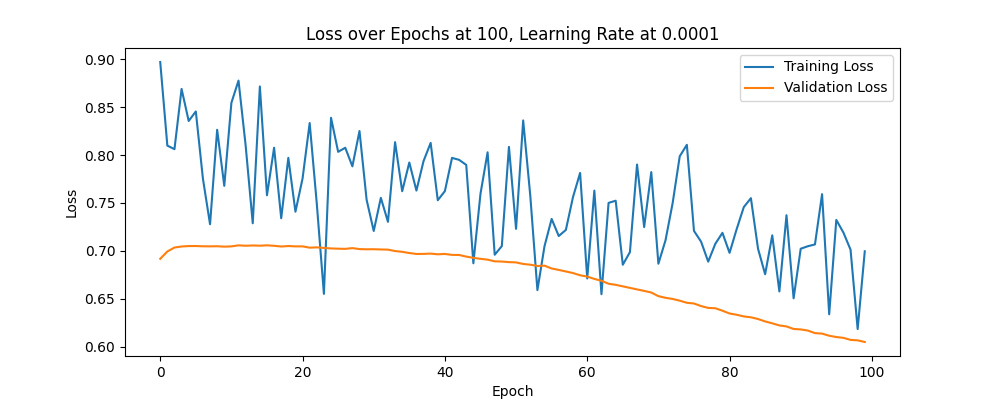 Loss over Epochs at 100, Learning Rate at 0.0001
Training Loss
Validation Loss
0.90
0.85
0.80
0.75
0.70
0.65
0.60
Loss
0
20
40
60
80
100
Epoch